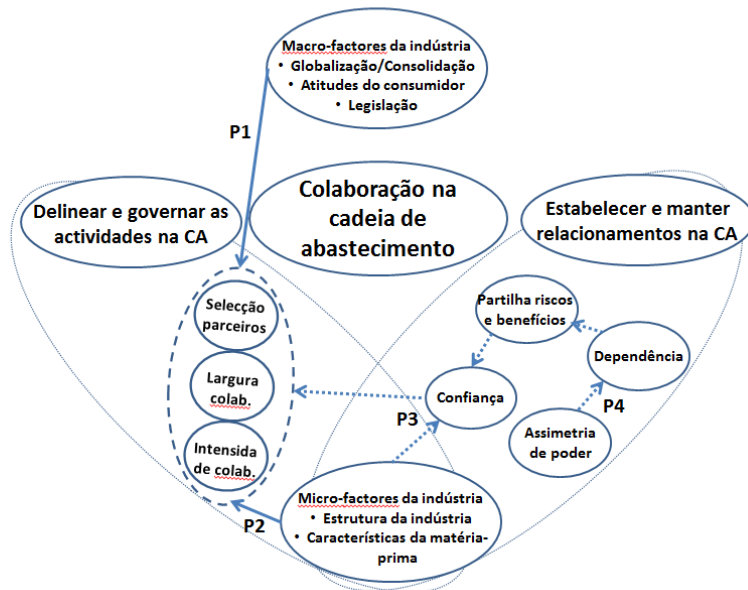 Macro-factores da indústria
• Globalização/Consolidação
• Atitudes do consumidor
• Legislação
P1
Delinear e governar as
actividades na CA
Colaboração na
cadeia de
abastecimento
Estabelecer e manter
relacionamentos na CA
Selecção
parceiros
Largura
colab.
Intensida
de colab.
Partilha riscos
e benefícios
Dependência
Confiança
P3
P4
Assimetria
de poder
P2
Micro-factores da indústria
• Estrutura da indústria
• Características da matéria-
prima